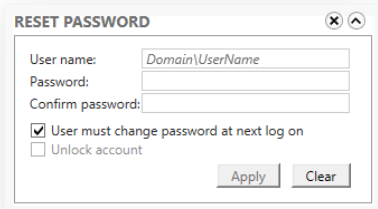 RESET PASSWORD
User name: Domain\UserName
Password:
Confirm password:
User must change password at next log on
Unlock account
Apply Clear